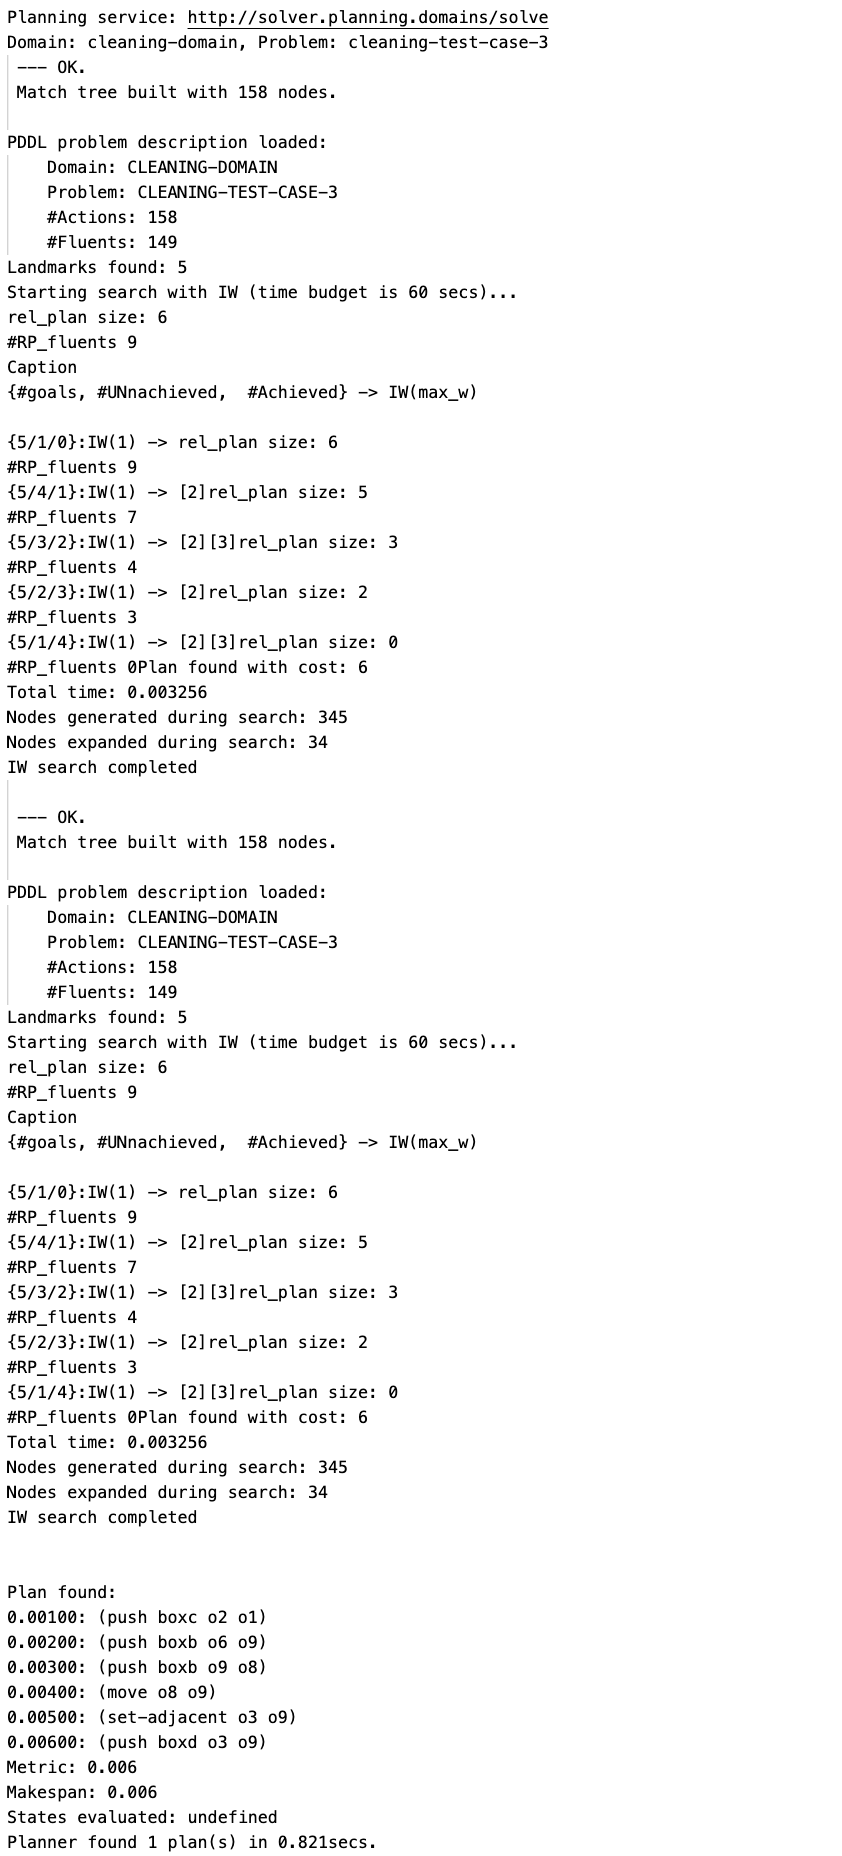 Planning service: http://solver.planning.domains/solve
Domain: cleaning-domain, Problem: cleaning-test-case-3
--- OK.
Match tree built with 158 nodes.
PDDL problem description loaded:
Domain: CLEANING-DOMAIN
Problem: CLEANING-TEST-CASE-3
#Actions: 158
#Fluents: 149
Landmarks found: 5
Starting search with IW (time budget is 60 secs)...
rel_plan size: 6
#RP_fluents 9
Caption
{#goals, #UNnachieved,  #Achieved} -> IW(max_w)
{5/1/0}:IW(1) -> rel_plan size: 6
#RP_fluents 9
{5/4/1}:IW(1) -> [2]rel_plan size: 5
#RP_fluents 7
{5/3/2}:IW(1) -> [2][3]rel_plan size: 3
#RP_fluents 4
{5/2/3}:IW(1) -> [2]rel_plan size: 2
#RP_fluents 3
{5/1/4}:IW(1) -> [2][3]rel_plan size: 0
#RP_fluents 0Plan found with cost: 6
Total time: 0.003256
Nodes generated during search: 345
Nodes expanded during search: 34
IW search completed
--- OK.
Match tree built with 158 nodes.
PDDL problem description loaded:
Domain: CLEANING-DOMAIN
Problem: CLEANING-TEST-CASE-3
#Actions: 158
#Fluents: 149
Landmarks found: 5
Starting search with IW (time budget is 60 secs)...
rel_plan size: 6
#RP_fluents 9
Caption
{#goals, #UNnachieved,  #Achieved} -> IW(max_w)
{5/1/0}:IW(1) -> rel_plan size: 6
#RP_fluents 9
{5/4/1}:IW(1) -> [2]rel_plan size: 5
#RP_fluents 7
{5/3/2}:IW(1) -> [2][3]rel_plan size: 3
#RP_fluents 4
{5/2/3}:IW(1) -> [2]rel_plan size: 2
#RP_fluents 3
{5/1/4}:IW(1) -> [2][3]rel_plan size: 0
#RP_fluents 0Plan found with cost: 6
Total time: 0.003256
Nodes generated during search: 345
Nodes expanded during search: 34
IW search completed
Plan found:
0.00100: (push boxc o2 o1)
0.00200: (push boxb o6 o9)
0.00300: (push boxb o9 o8)
0.00400: (move o8 o9)
0.00500: (set-adjacent o3 o9)
0.00600: (push boxd o3 o9)
Metric: 0.006
Makespan: 0.006
States evaluated: undefined
Planner found 1 plan(s) in 0.821secs.